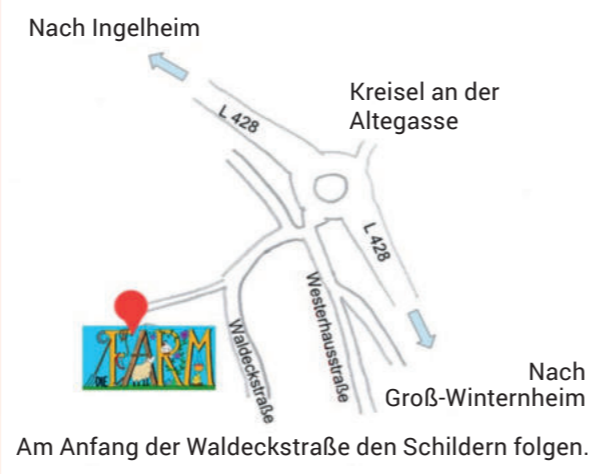 Nach Ingelheim
Kreisel an der
Altegasse
L 428
L 428
Westerhausstraße
Waldeckstraße
DIE FARM
Nach
Groß-Winternheim
Am Anfang der Waldeckstraße den Schildern folgen.